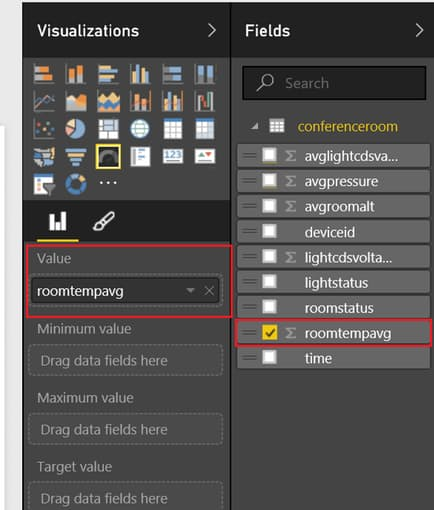 Visualizations
Fields
Search
conferenceroom
avglightcdsva...
avgpressure
avgroomalt
deviceid
lightcdsvolta...
lightstatus
roomstatus
roomtempavg
time
123
...
Value
roomtempavg
Minimum value
Drag data fields here
Maximum value
Drag data fields here
Target value
Drag data fields here